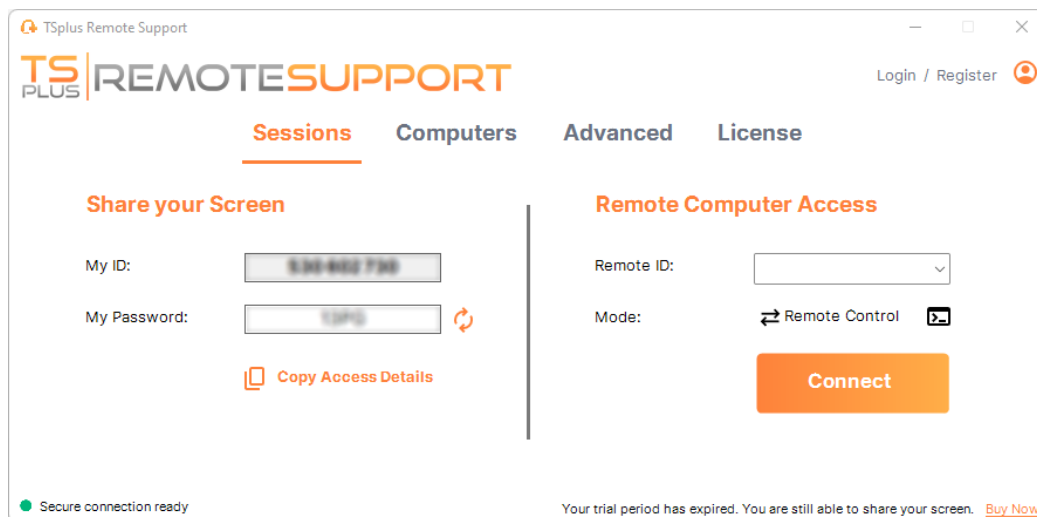 TSplus Remote Support
TS PLUS REMOTESUPPORT
Login / Register
Sessions Computers Advanced License
Share your Screen
My ID:
My Password:
Copy Access Details
Remote Computer Access
Remote ID:
Mode: Remote Control
Connect
Secure connection ready
Your trial period has expired. You are still able to share your screen. Buy Now